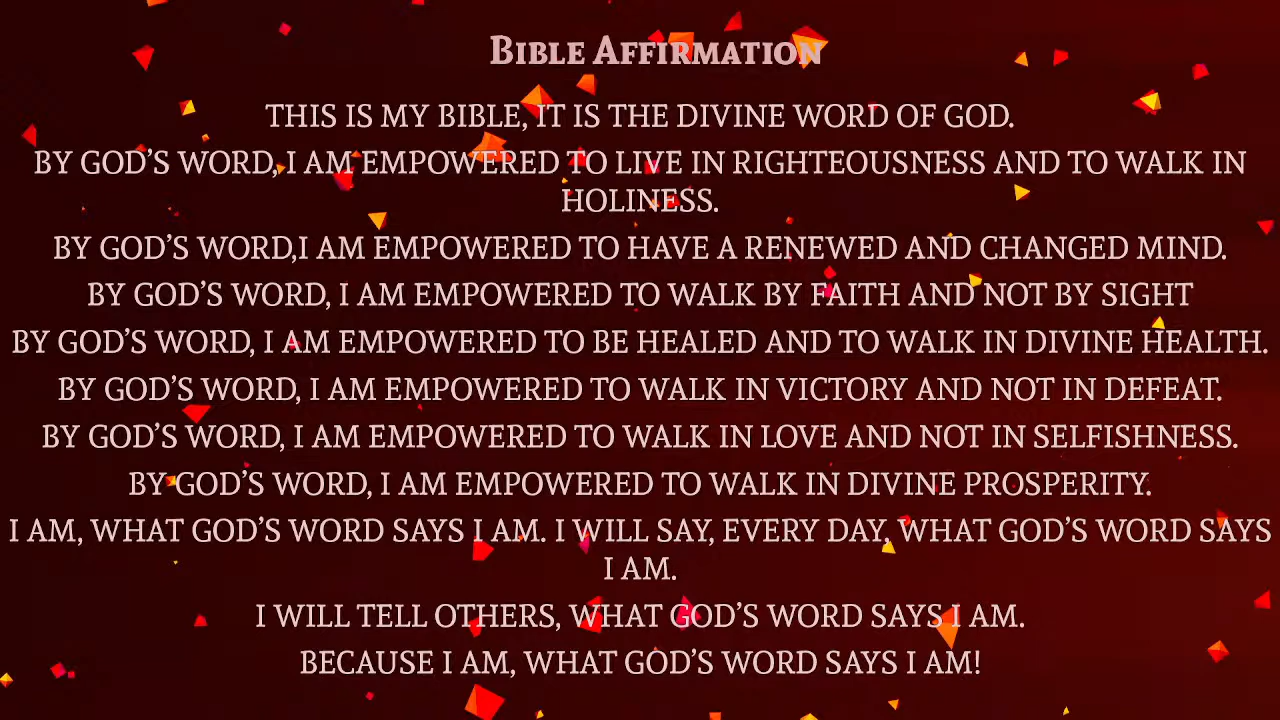 Bible Affirmation
THIS IS MY BIBLE, IT IS THE DIVINE WORD OF GOD.
BY GOD'S WORD, I AM EMPOWERED TO LIVE IN RIGHTEOUSNESS AND TO WALK IN
HOLINESS.
BY GOD'S WORD,I AM EMPOWERED TO HAVE A RENEWED AND CHANGED MIND.
BY GOD'S WORD, I AM EMPOWERED TO WALK BY FAITH AND NOT BY SIGHT
BY GOD'S WORD, I AM EMPOWERED TO BE HEALED AND TO WALK IN DIVINE HEALTH.
BY GOD'S WORD, I AM EMPOWERED TO WALK IN VICTORY AND NOT IN DEFEAT.
BY GOD'S WORD, I AM EMPOWERED TO WALK IN LOVE AND NOT IN SELFISHNESS.
BY GOD'S WORD, I AM EMPOWERED TO WALK IN DIVINE PROSPERITY.
I AM, WHAT GOD'S WORD SAYS I AM. I WILL SAY, EVERY DAY, WHAT GOD'S WORD SAYS
I AM.
I WILL TELL OTHERS, WHAT GOD'S WORD SAYS I AM.
BECAUSE I AM, WHAT GOD'S WORD SAYS I AM!